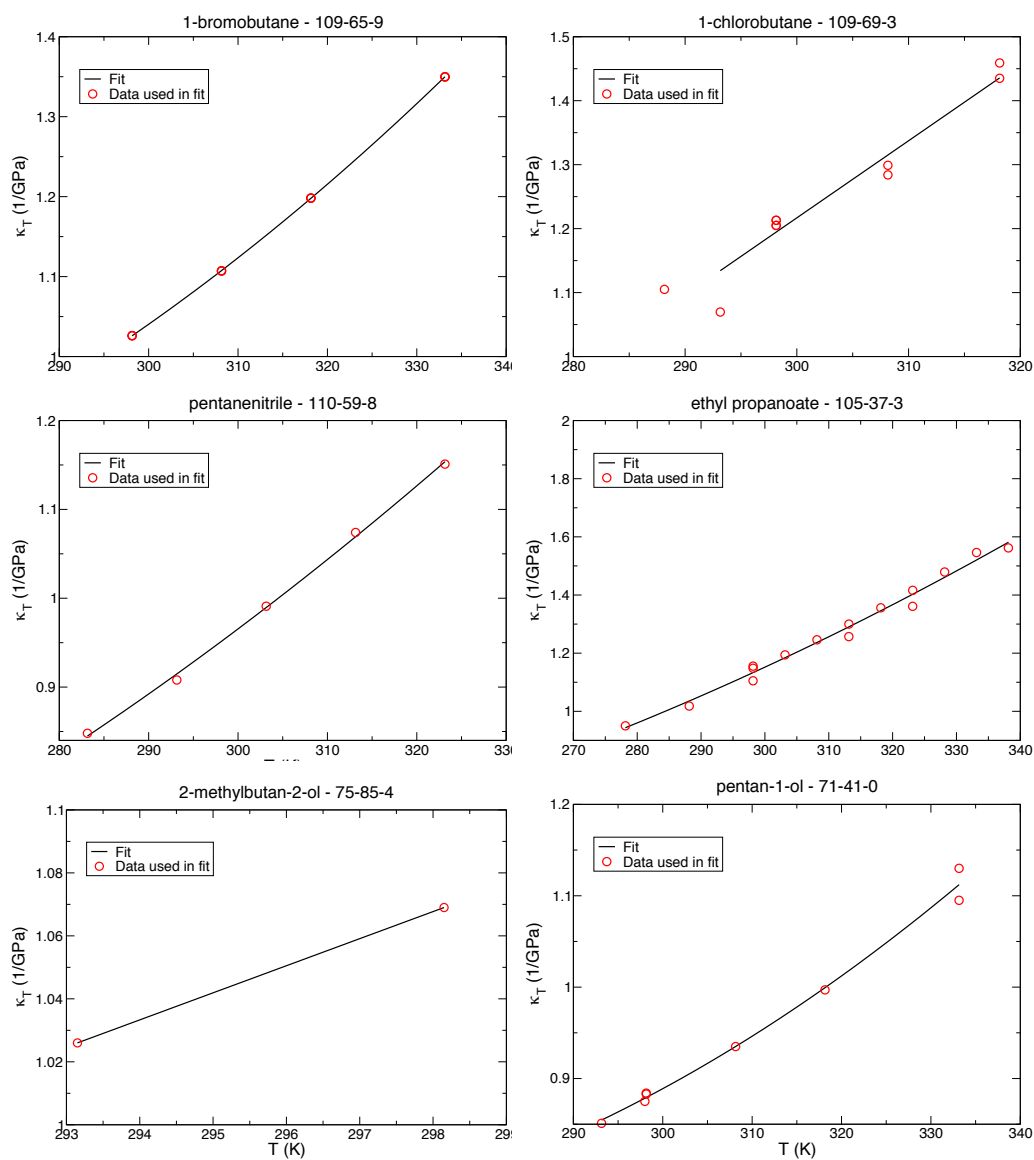 1-bromobutane - 109-65-9
1.4
1.3
1.2
1.1
1
κT (1/GPa)
Fit
Data used in fit
290 300 310 320 330 340
1-chlorobutane - 109-69-3
1.5
1.4
1.3
1.2
1.1
1
κT (1/GPa)
Fit
Data used in fit
280 290 300 310 320
pentanenitrile - 110-59-8
1.2
1.1
1
0.9
κT (1/GPa)
Fit
Data used in fit
280 290 300 310 320 330
ethyl propanoate - 105-37-3
2
1.8
1.6
1.4
1.2
1
κT (1/GPa)
Fit
Data used in fit
270 280 290 300 310 320 330 340
2-methylbutan-2-ol - 75-85-4
1.1
1.08
1.06
1.04
1.02
1
κT (1/GPa)
Fit
Data used in fit
293 294 295 296 297 298
T (K)
pentan-1-ol - 71-41-0
1.2
1.1
1
0.9
κT (1/GPa)
Fit
Data used in fit
290 300 310 320 330 340
T (K)